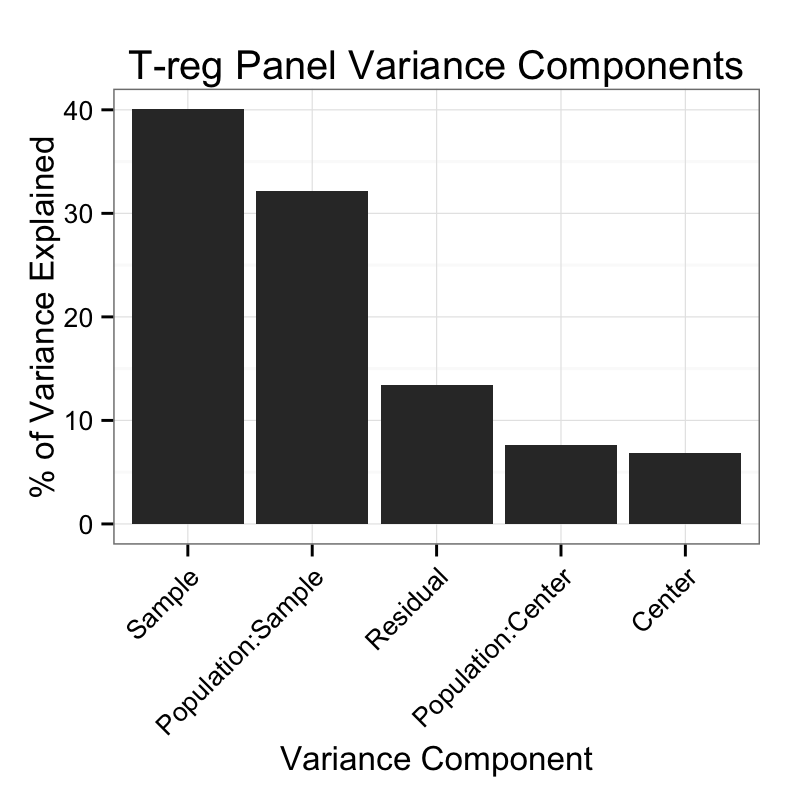 T-reg Panel Variance Components
% of Variance Explained
40
30
20
10
0
Sample
Population:Sample
Residual
Population:Center
Center
Variance Component